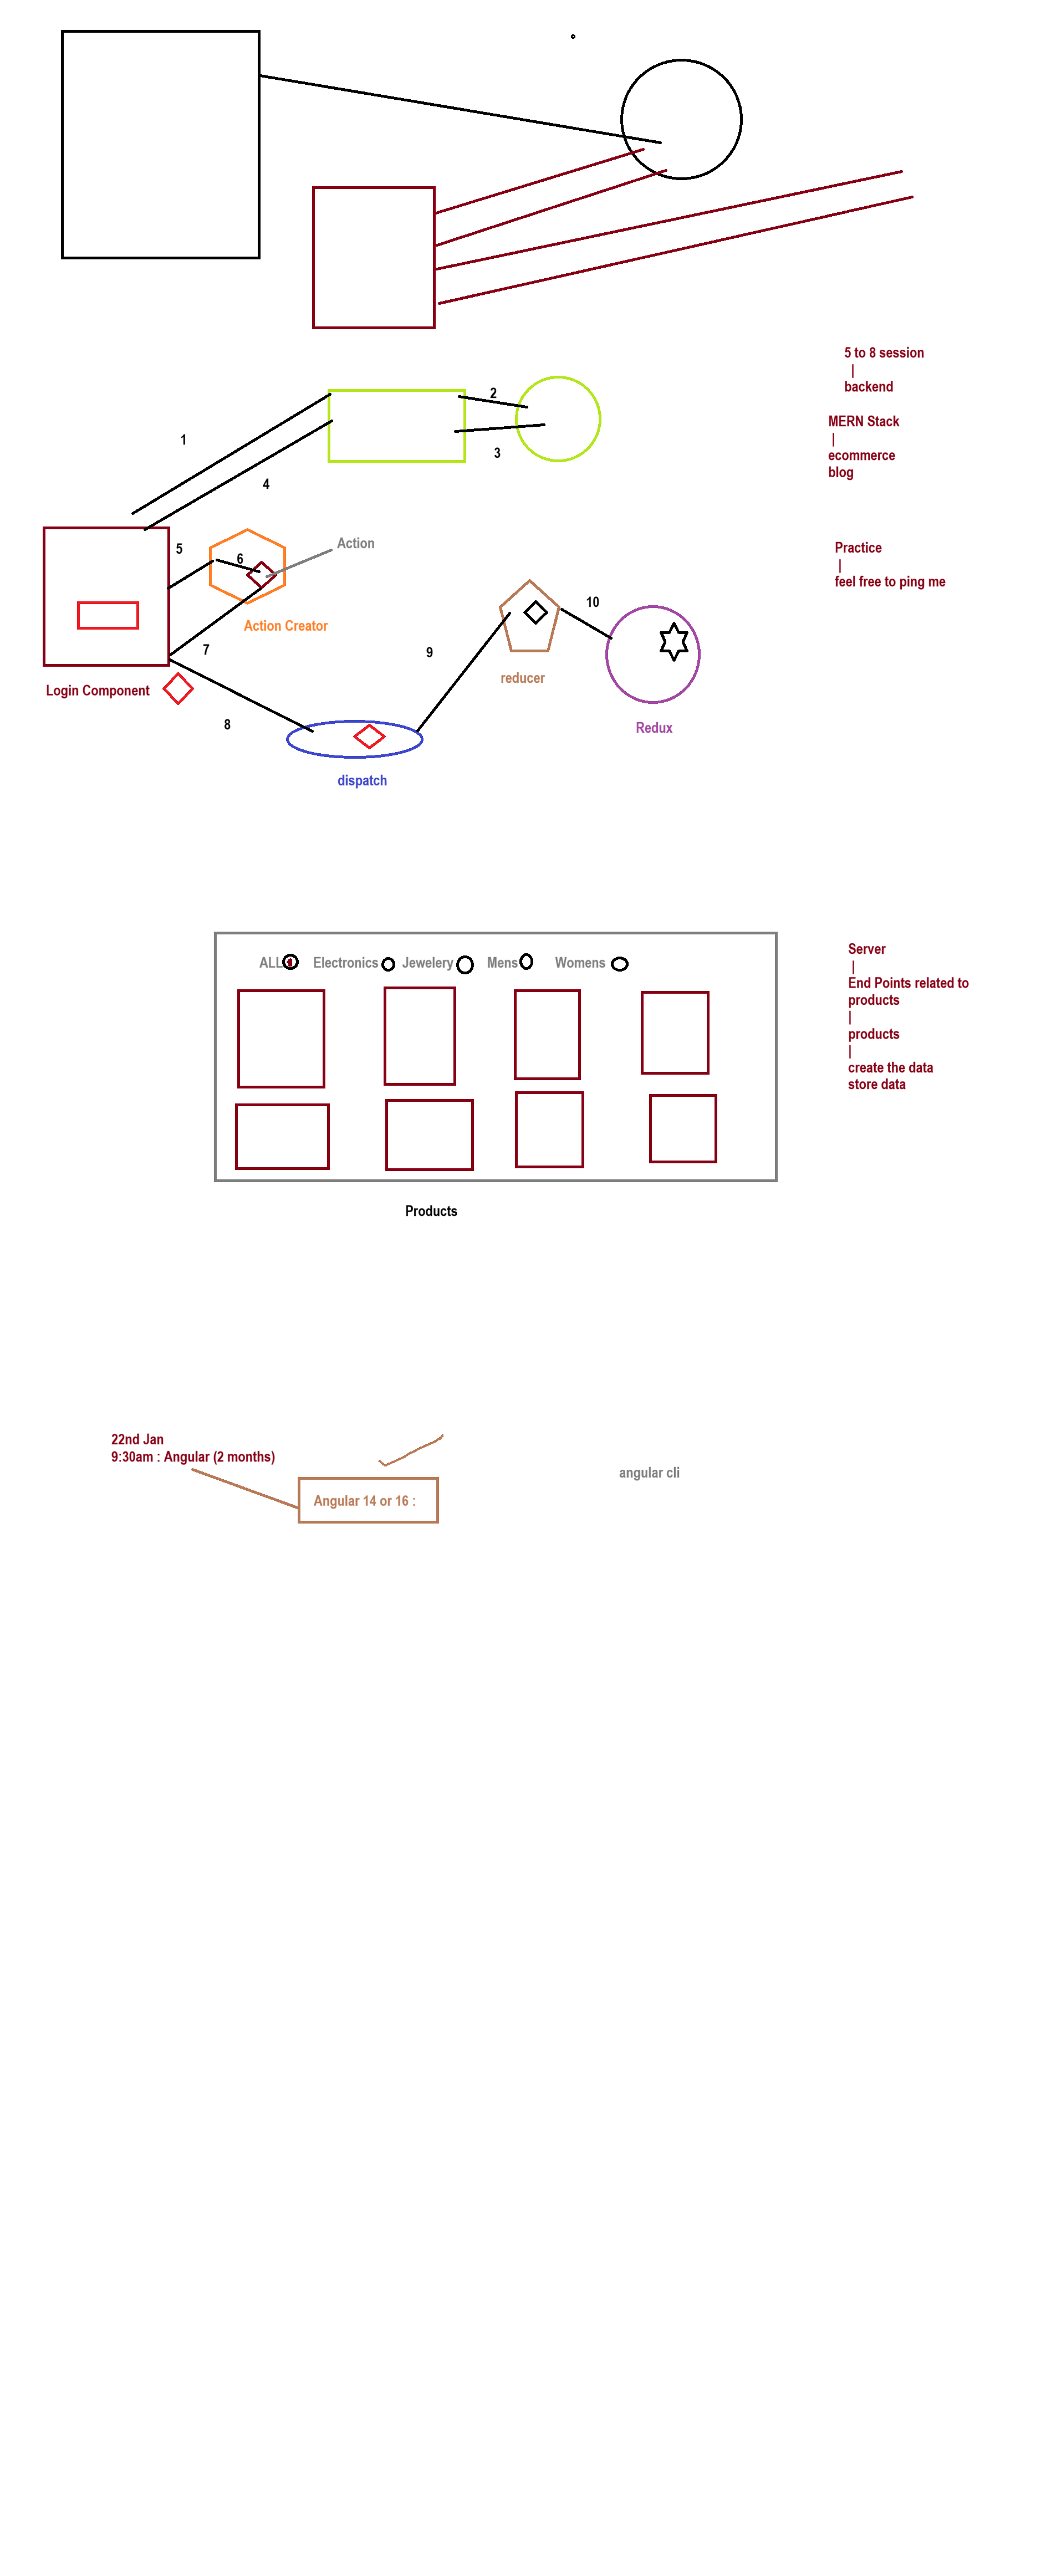 5 to 8 session
|
backend
MERN Stack
|
ecommerce
blog
2
1
3
4
5
6
Action
Practice
|
feel free to ping me
Action Creator
10
7
9
reducer
Login Component
8
Redux
dispatch
Server
|
End Points related to
products
|
products
|
create the data
store data
ALL Electronics Jewelery Mens Womens
Products
22nd Jan
9:30am : Angular (2 months)
angular cli
Angular 14 or 16 :